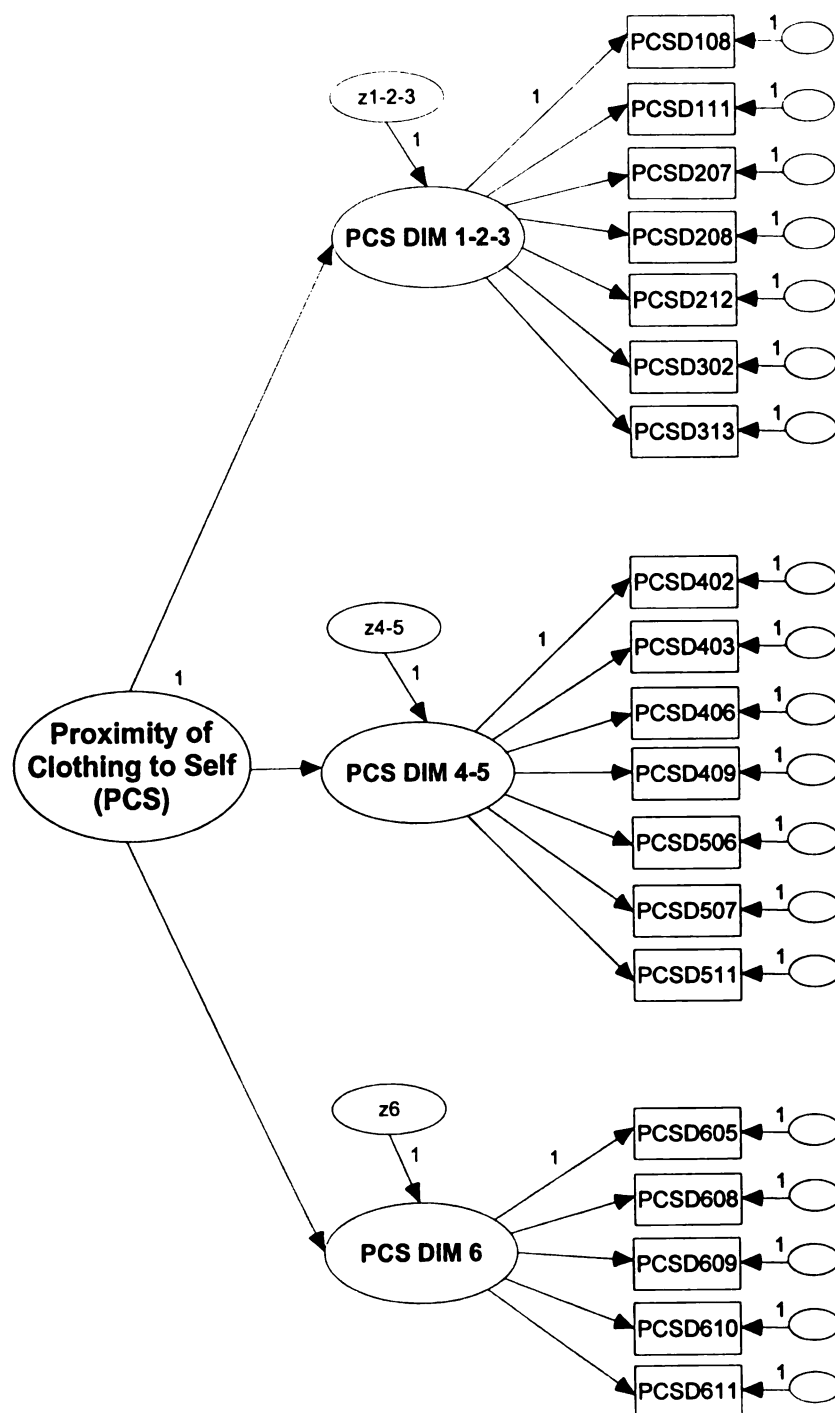 PCSD108
1
z1-2-3
1
1
PCSD111
1
PCSD207
1
PCS DIM 1-2-3
PCSD208
1
PCSD212
1
PCSD302
1
PCSD313
1
PCSD402
1
z4-5
1
1
PCSD403
1
1
Proximity of
Clothing to Self
(PCS)
PCS DIM 4-5
PCSD406
1
PCSD409
1
PCSD506
1
PCSD507
1
PCSD511
1
z6
1
1
PCSD605
1
PCSD608
1
PCS DIM 6
PCSD609
1
PCSD610
1
PCSD611
1